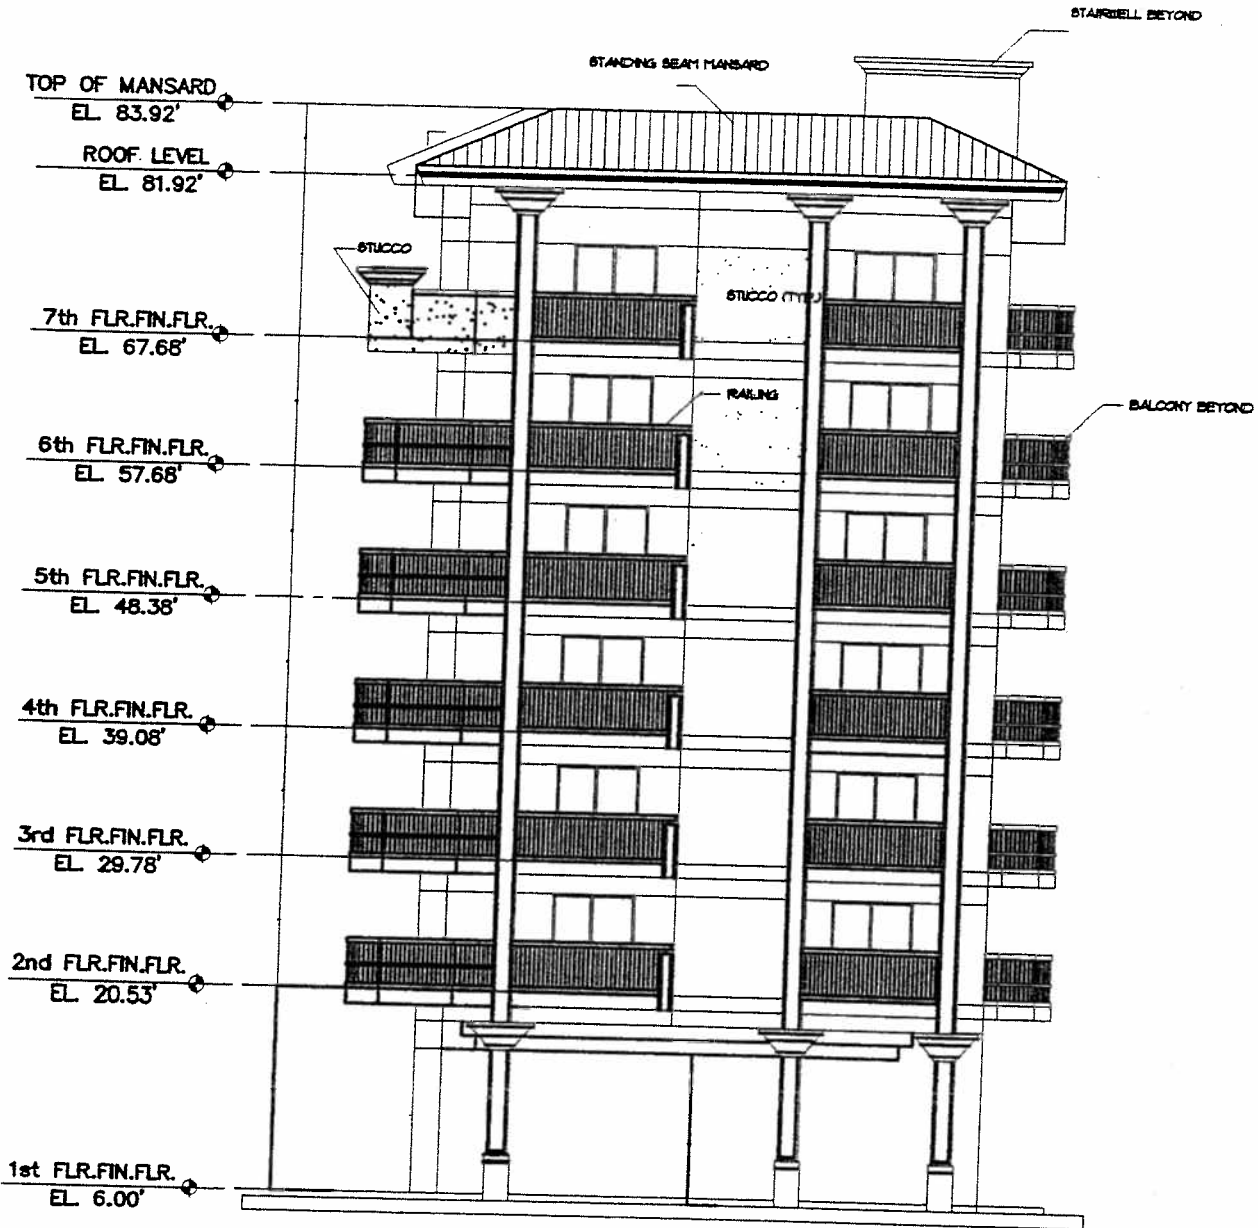 STAIRWELL BEYOND
STANDING SEAM MANSARD
TOP OF MANSARD
EL. 83.92'
ROOF LEVEL
EL. 81.92'
STUCCO
STUCCO (TYP.)
7th FLR.FIN.FLR.
EL. 67.68'
RAILING
BALCONY BEYOND
6th FLR.FIN.FLR.
EL. 57.68'
5th FLR.FIN.FLR.
EL. 48.38'
4th FLR.FIN.FLR.
EL. 39.08'
3rd FLR.FIN.FLR.
EL. 29.78'
2nd FLR.FIN.FLR.
EL. 20.53'
1st FLR.FIN.FLR.
EL. 6.00'